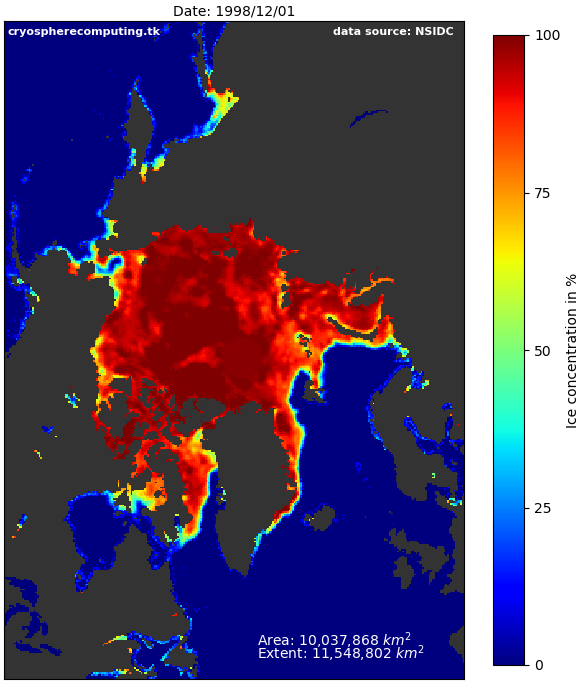 Date: 1998/12/01
cryospherecomputing.tk
data source: NSIDC
100
75
50
25
0
Ice concentration in %
Area: 10,037,868 km²
Extent: 11,548,802 km²